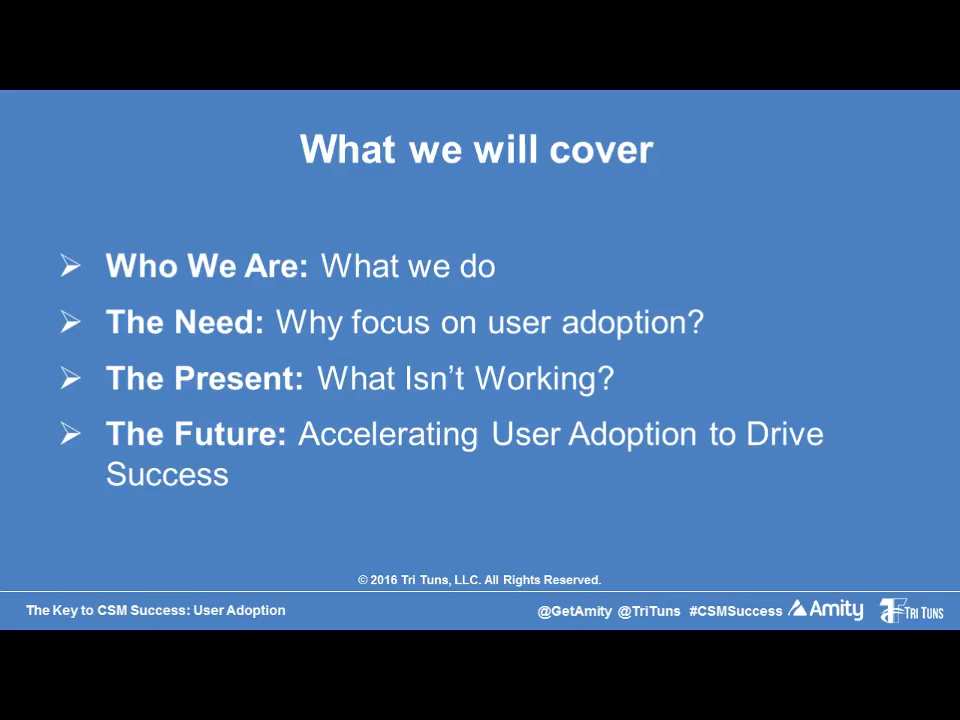 What we will cover
Who We Are: What we do
The Need: Why focus on user adoption?
The Present: What Isn't Working?
The Future: Accelerating User Adoption to Drive
Success
© 2016 Tri Tuns, LLC. All Rights Reserved.
The Key to CSM Success: User Adoption
@GetAmity @TriTuns #CSMSuccess Amity TRI TUNS